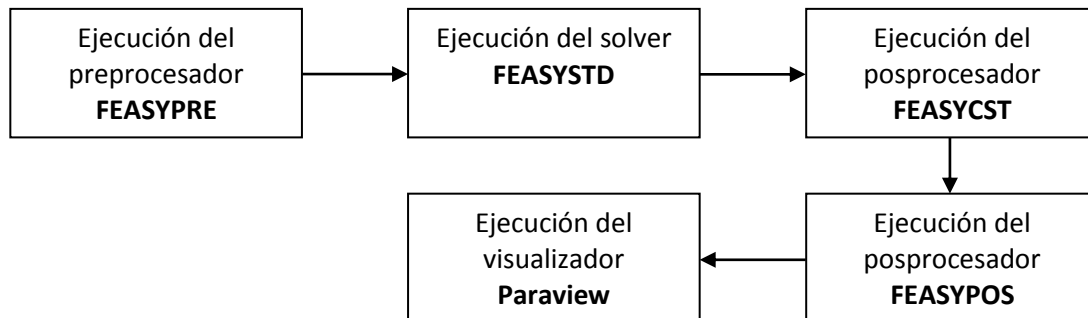 Ejecución del
preprocesador
FEASYPRE
Ejecución del solver
FEASYSTD
Ejecución del
posprocesador
FEASYCST
Ejecución del
posprocesador
FEASYPOS
Ejecución del
visualizador
Paraview